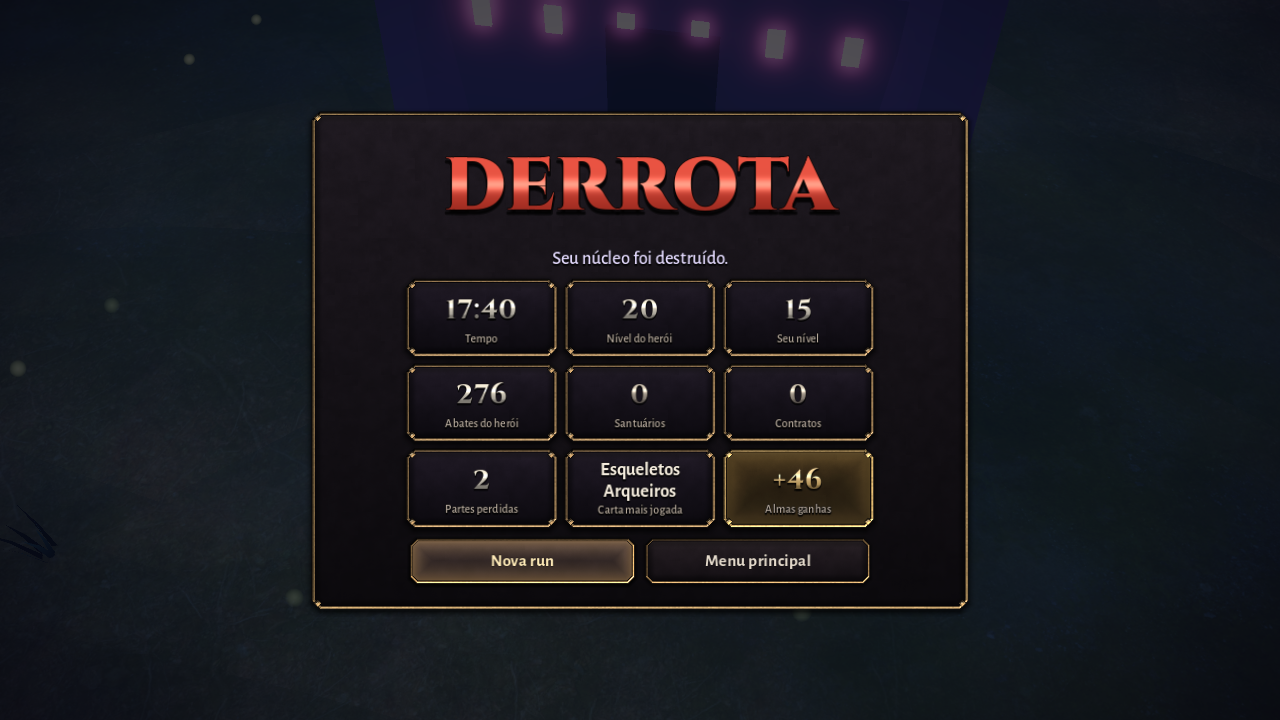 DERROTA
Seu núcleo foi destruído.
17:40
Tempo
20
Nível do herói
15
Seu nível
276
Abates do herói
0
Santuários
0
Contratos
2
Partes perdidas
Esqueletos
Arqueiros
Carta mais jogada
+46
Almas ganhas
Nova run
Menu principal